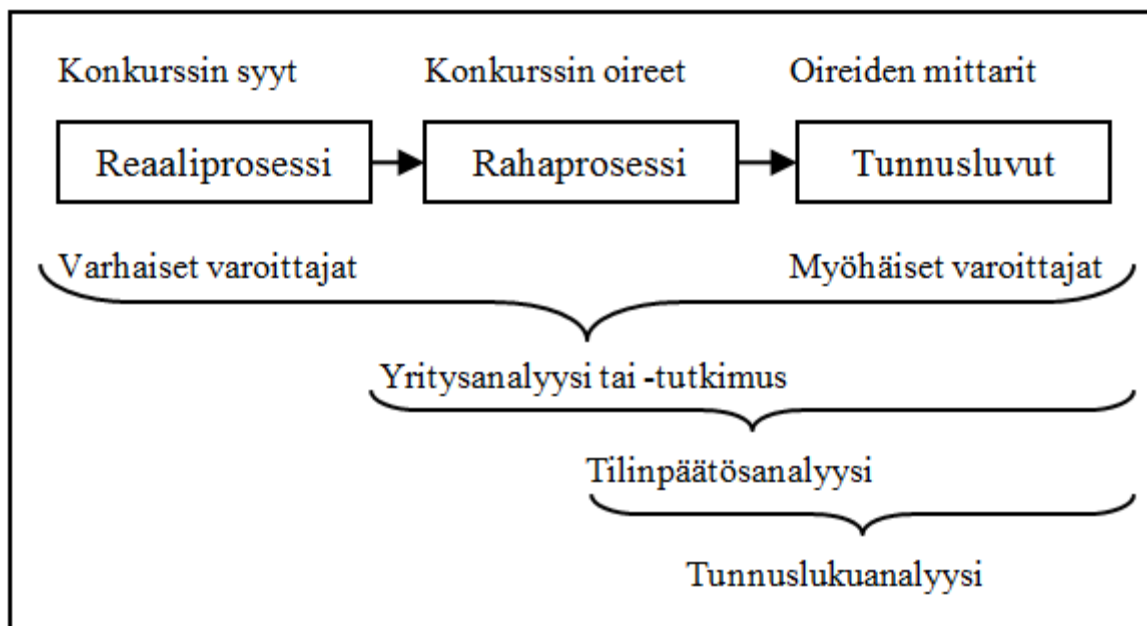 Konkurssin syyt
Konkurssin oireet
Oireiden mittarit
Reaaliprosessi
Rahaprosessi
Tunnusluvut
Varhaiset varoittajat
Myöhäiset varoittajat
Yritysanalyysi tai -tutkimus
Tilinpäätösanalyysi
Tunnuslukuanalyysi